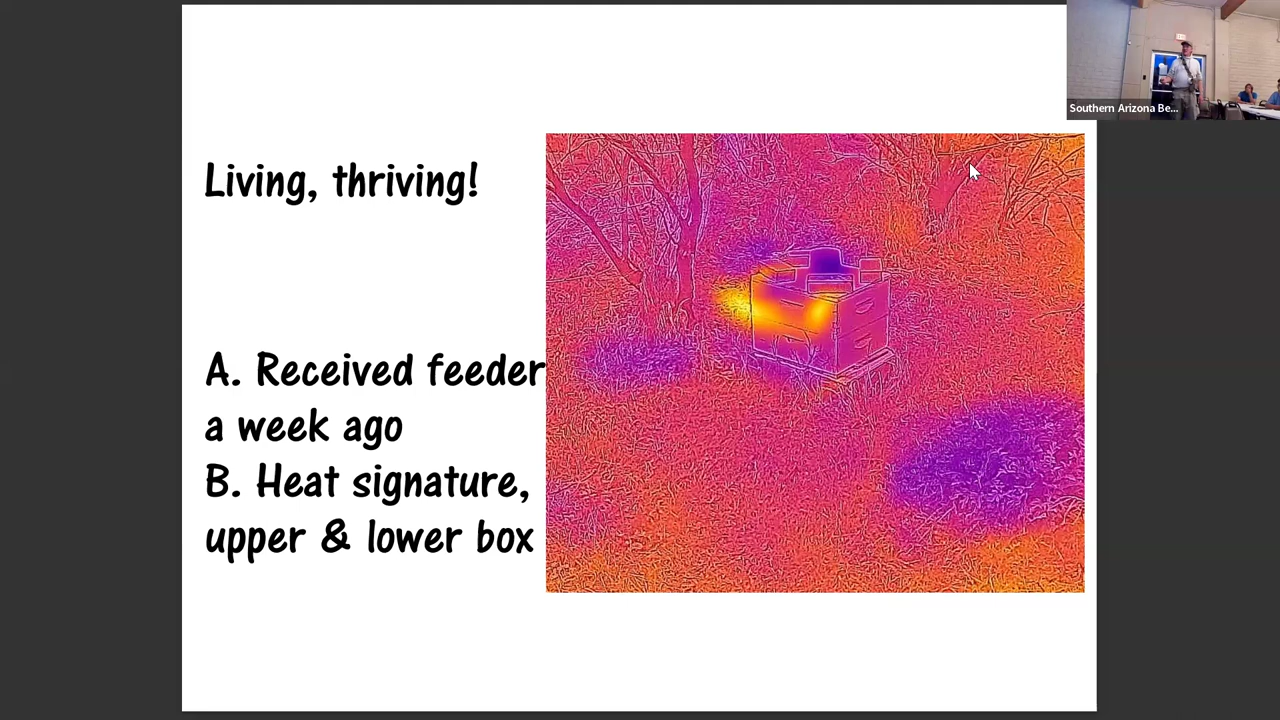 Southern Arizona Be...
Living, thriving!
A. Received feeder
a week ago
B. Heat signature,
upper & lower box